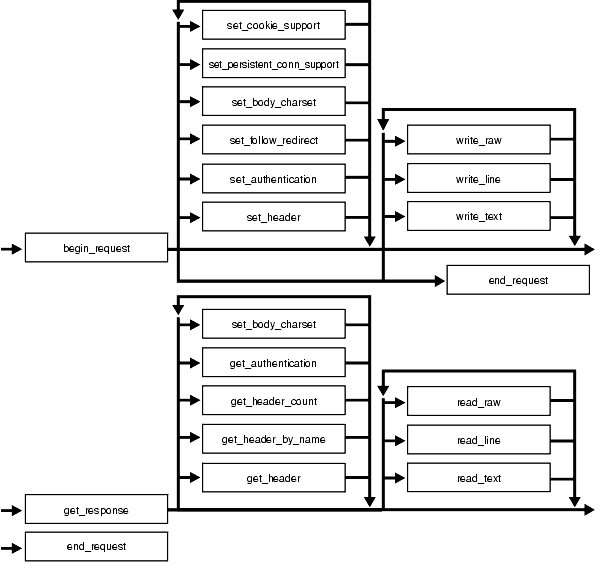 set_cookie_support
set_persistent_conn_support
set_body_charset
set_follow_redirect
set_authentication
set_header
write_raw
write_line
write_text
begin_request
end_request
set_body_charset
get_authentication
get_header_count
get_header_by_name
get_header
read_raw
read_line
read_text
get_response
end_request